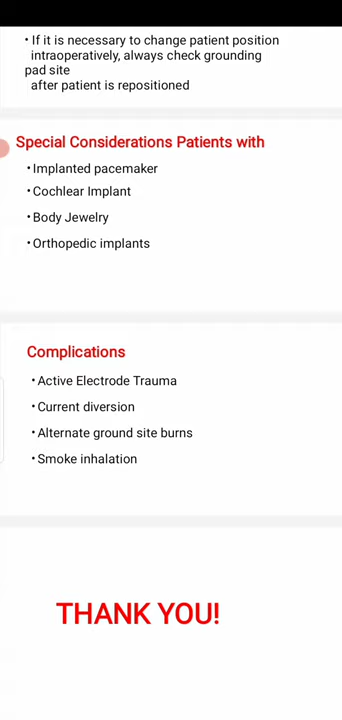 • If it is necessary to change patient position
intraoperatively, always check grounding
pad site
after patient is repositioned
Special Considerations Patients with
• Implanted pacemaker
• Cochlear Implant
• Body Jewelry
• Orthopedic implants
Complications
• Active Electrode Trauma
• Current diversion
• Alternate ground site burns
• Smoke inhalation
THANK YOU!